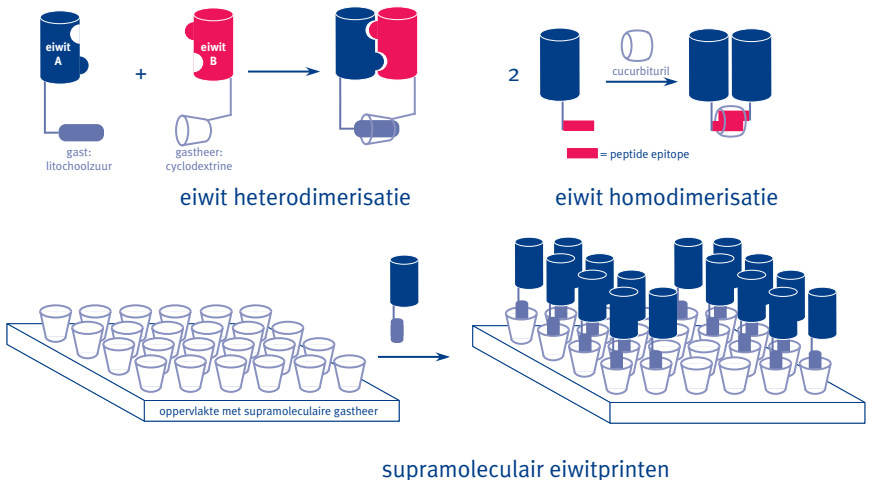 eiwit
A
+
eiwit
B
gast:
litochoolzuur
gastheer:
cyclodextrine
eiwit heterodimerisatie
2
cucurbituril
= peptide epitope
eiwit homodimerisatie
oppervlakte met supramoleculaire gastheer
supramoleculair eiwitprinten